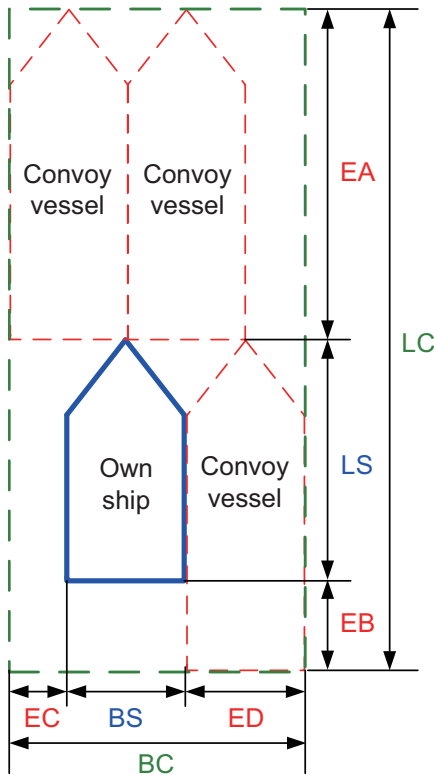 Convoy
vessel
Convoy
vessel
EA
LC
Own
ship
Convoy
vessel
LS
EB
EC
BS
ED
BC